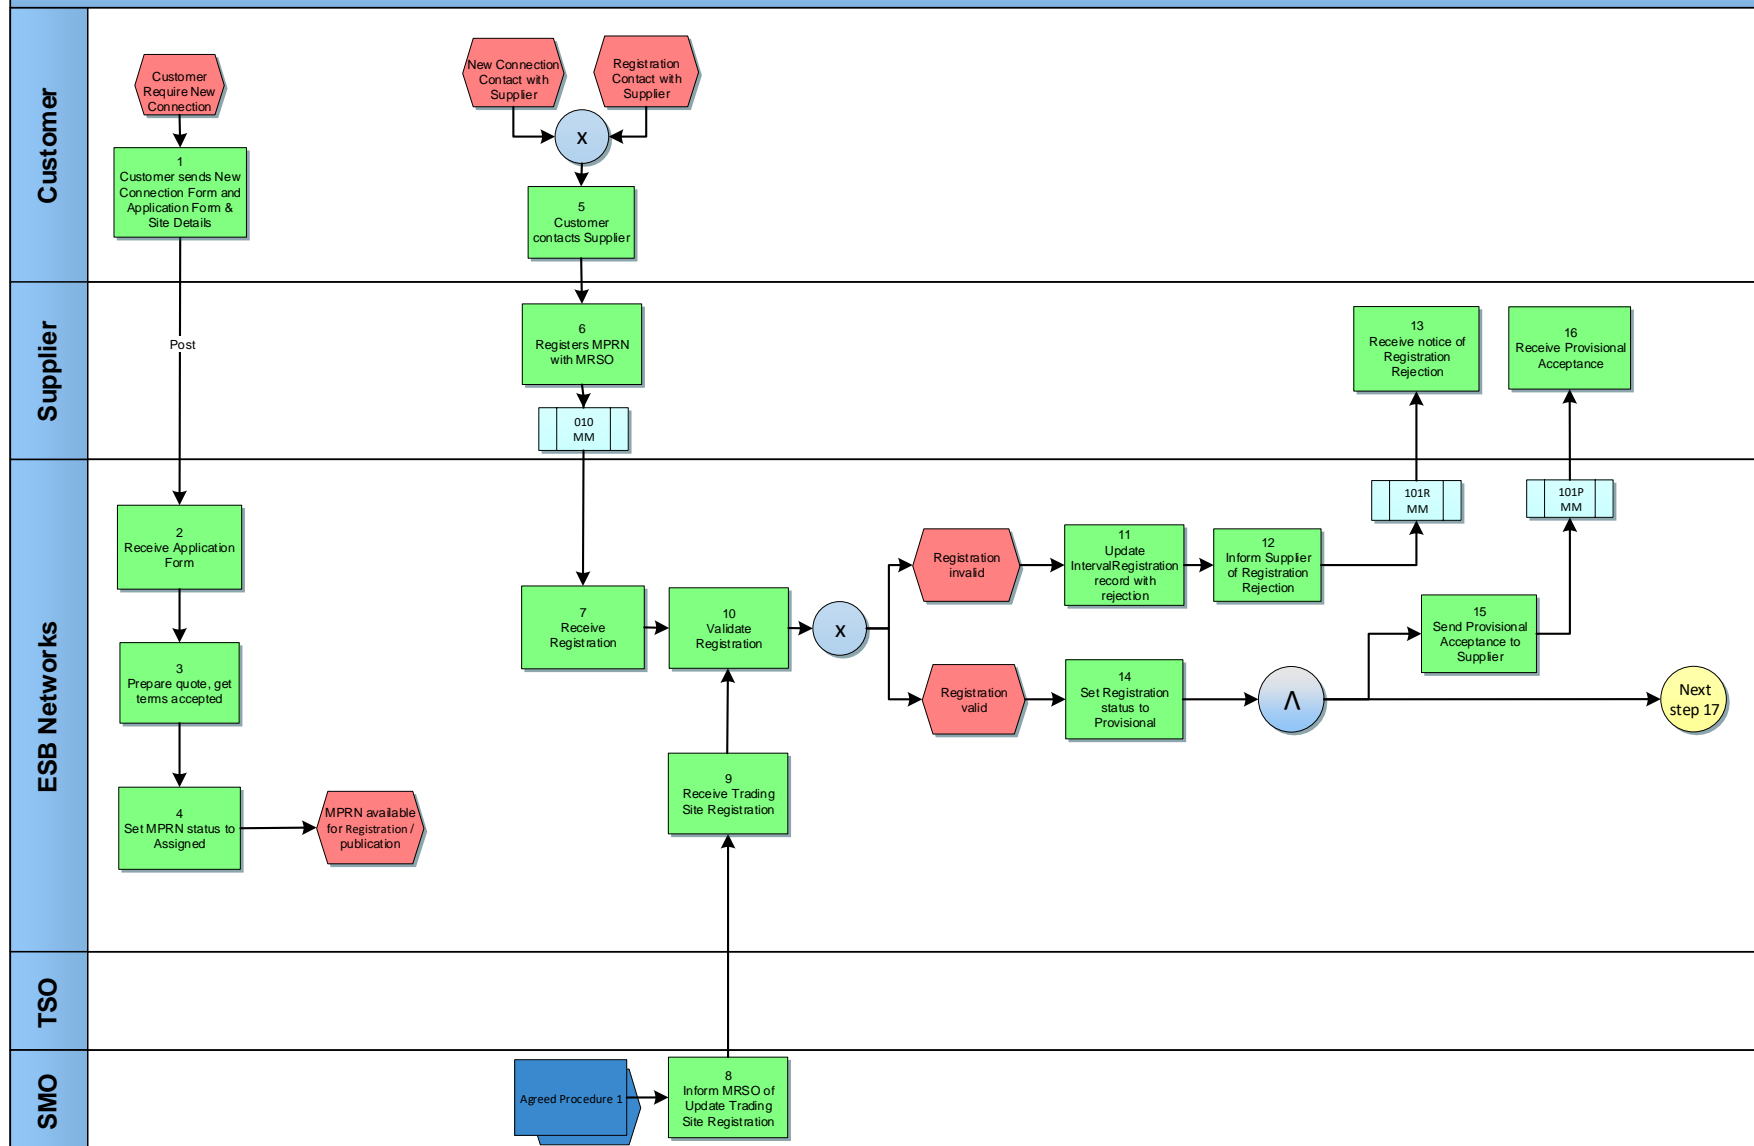 Customer
Customer
Require New
Connection
New Connection
Contact with
Supplier
Registration
Contact with
Supplier
X
1
Customer sends New
Connection Form and
Application Form &
Site Details
5
Customer
contacts Supplier
Supplier
Post
6
Registers MPRN
with MRSO
010
MM
13
Receive notice of
Registration
Rejection
16
Receive Provisional
Acceptance
ESB Networks
101R
MM
101P
MM
2
Receive Application
Form
Registration
invalid
11
Update
IntervalRegistration
record with
rejection
12
Inform Supplier
of Registration
Rejection
7
Receive
Registration
10
Validate
Registration
X
15
Send Provisional
Acceptance to
Supplier
3
Prepare quote, get
terms accepted
Registration
valid
14
Set Registration
status to
Provisional
Λ
Next
step 17
9
Receive Trading
Site Registration
4
Set MPRN status to
Assigned
MPRN available
for Registration /
publication
TSO
SMO
Agreed Procedure 1
8
Inform MRSO of
Update Trading
Site Registration